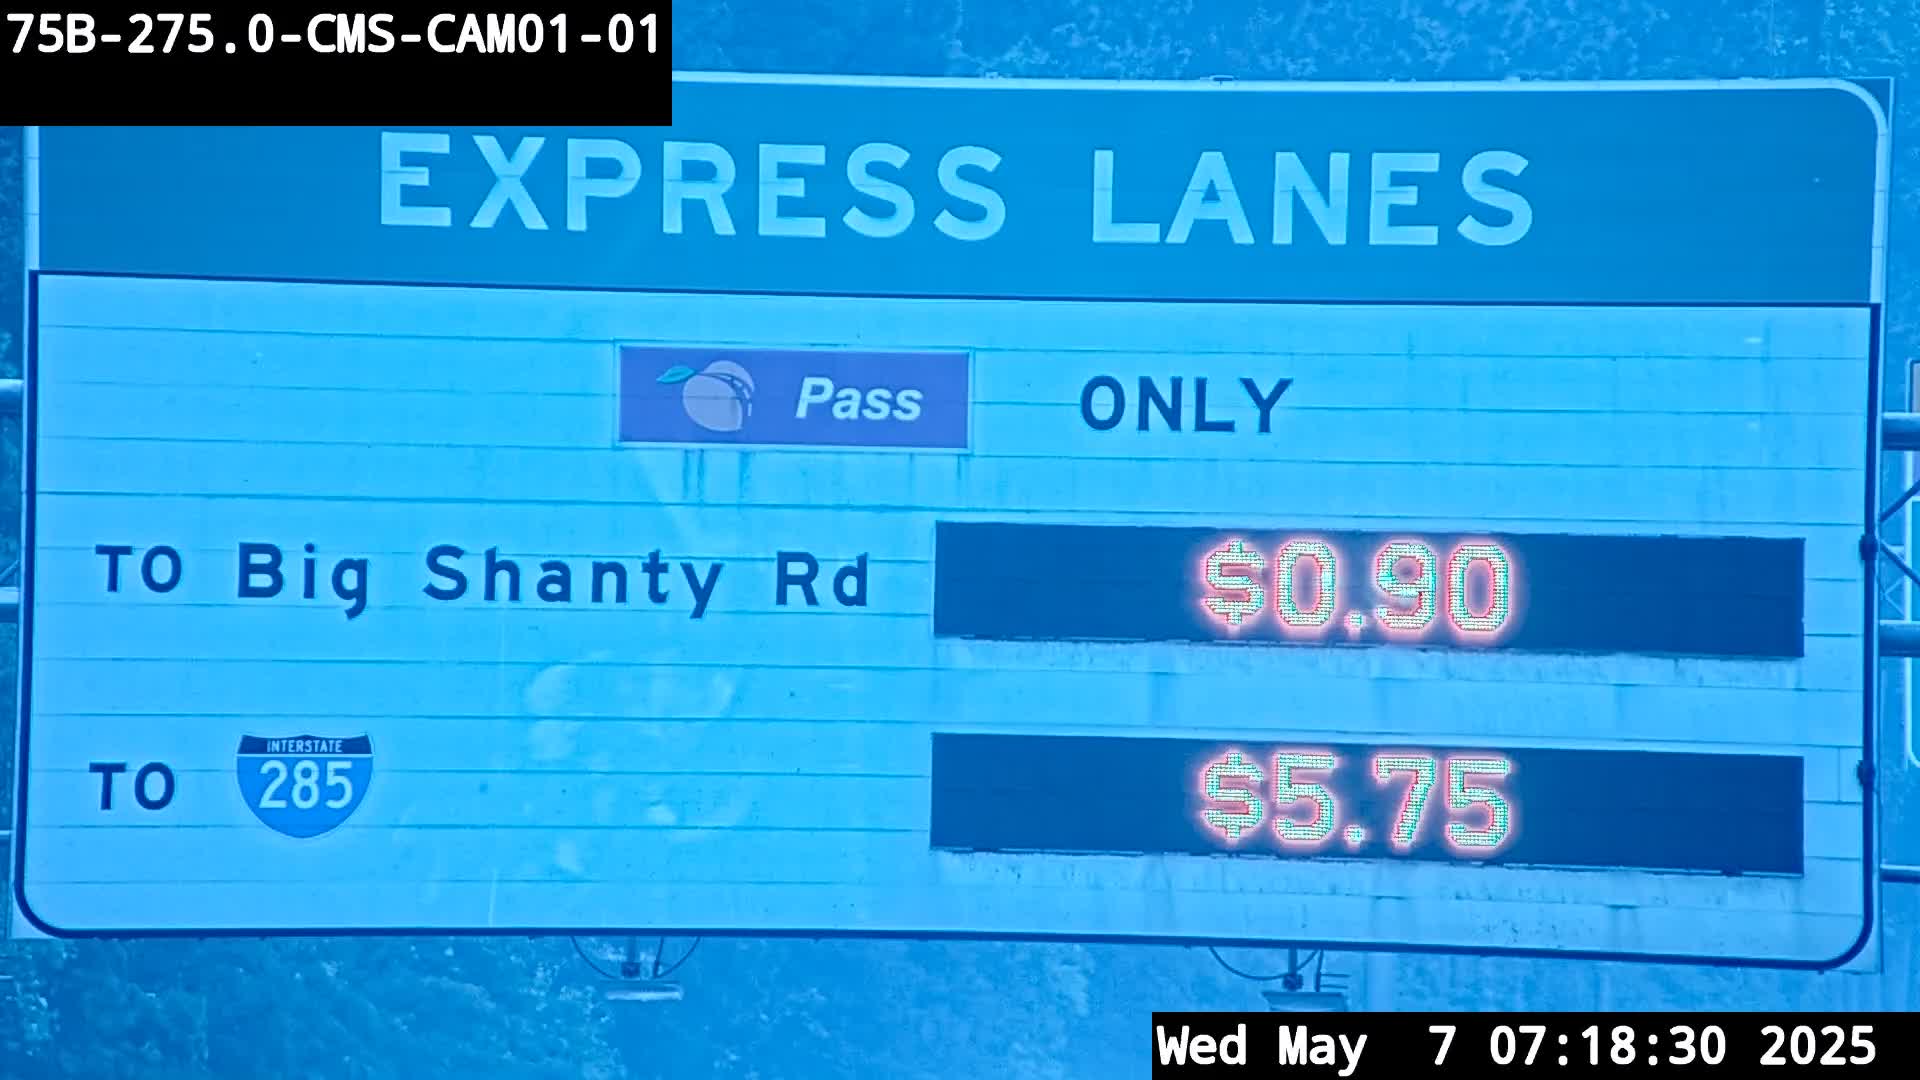 75B-275.0-CMS-CAM01-01
EXPRESS LANES
Pass ONLY
TO Big Shanty Rd $0.90
INTERSTATE
TO 285 $5.75
Wed May 7 07:18:30 2025